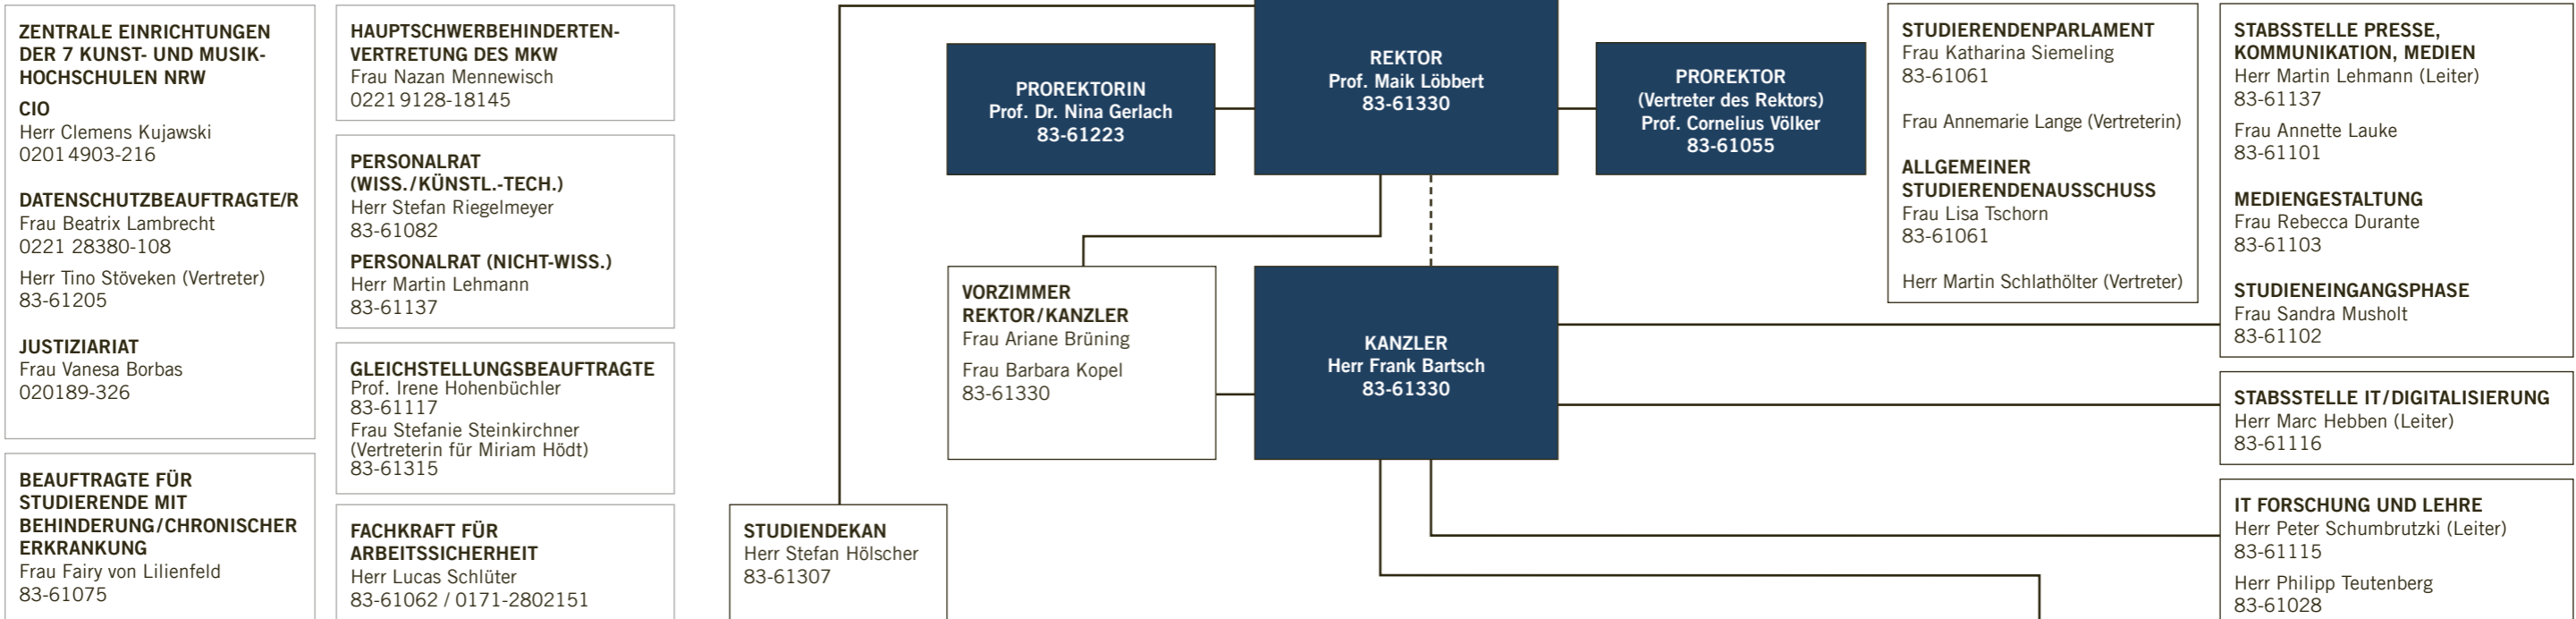 ZENTRALE EINRICHTUNGEN
DER 7 KUNST- UND MUSIK-
HOCHSCHULEN NRW
CIO
Herr Clemens Kujawski
0201 4903-216
DATENSCHUTZBEAUFTRAGTE/R
Frau Beatrix Lambrecht
0221 28380-108
Herr Tino Stöveken (Vertreter)
83-61205
JUSTIZIARIAT
Frau Vanesa Borbas
020189-326
BEAUFTRAGTE FÜR
STUDIERENDE MIT
BEHINDERUNG/CHRONISCHER
ERKRANKUNG
Frau Fairy von Lilienfeld
83-61075
HAUPTSCHWERBEHINDERTEN-
VERTRETUNG DES MKW
Frau Nazan Mennewisch
0221 9128-18145
PERSONALRAT
(WISS./KÜNSTL.-TECH.)
Herr Stefan Riegelmeyer
83-61082
PERSONALRAT (NICHT-WISS.)
Herr Martin Lehmann
83-61137
GLEICHSTELLUNGSBEAUFTRAGTE
Prof. Irene Hohenbüchler
83-61117
Frau Stefanie Steinkirchner
(Vertreterin für Miriam Hödt)
83-61315
FACHKRAFT FÜR
ARBEITSSICHERHEIT
Herr Lucas Schlüter
83-61062 / 0171-2802151
STUDIENDEKAN
Herr Stefan Hölscher
83-61307
PROREKTORIN
Prof. Dr. Nina Gerlach
83-61223
REKTOR
Prof. Maik Löbbert
83-61330
PROREKTOR
(Vertreter des Rektors)
Prof. Cornelius Völker
83-61055
VORZIMMER
REKTOR/KANZLER
Frau Ariane Brüning
Frau Barbara Kopel
83-61330
KANZLER
Herr Frank Bartsch
83-61330
STUDIERENDENPARLAMENT
Frau Katharina Siemeling
83-61061
Frau Annemarie Lange (Vertreterin)
ALLGEMEINER
STUDIERENDENAUSSCHUSS
Frau Lisa Tschorn
83-61061
Herr Martin Schlathölter (Vertreter)
STABSSTELLE PRESSE,
KOMMUNIKATION, MEDIEN
Herr Martin Lehmann (Leiter)
83-61137
Frau Annette Lauke
83-61101
MEDIENGESTALTUNG
Frau Rebecca Durante
83-61103
STUDIENEINGANGSPHASE
Frau Sandra Musholt
83-61102
STABSSTELLE IT/DIGITALISIERUNG
Herr Marc Hebben (Leiter)
83-61116
IT FORSCHUNG UND LEHRE
Herr Peter Schumbrutzki (Leiter)
83-61115
Herr Philipp Teutenberg
83-61028